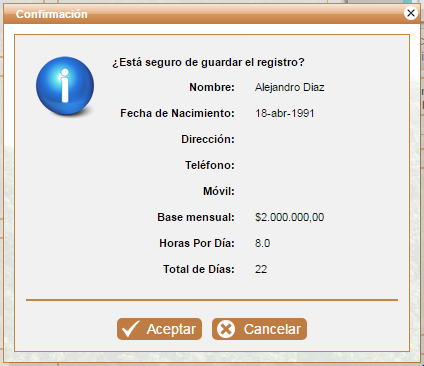 Confirmación
¿Está seguro de guardar el registro?
Nombre: Alejandro Diaz
Fecha de Nacimiento: 18-abr-1991
Dirección:
Teléfono:
Móvil:
Base mensual: $2.000.000,00
Horas Por Día: 8.0
Total de Días: 22
Aceptar Cancelar